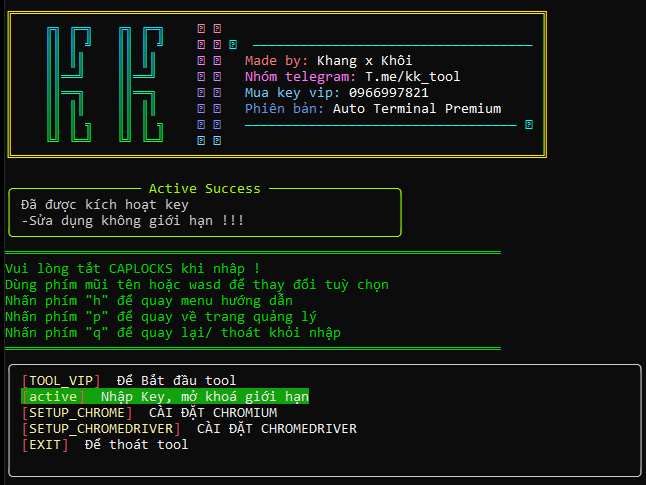 KK
Made by: Khang x Khôi
Nhóm telegram: T.me/kk_tool
Mua key vip: 0966997821
Phiên bản: Auto Terminal Premium
Active Success
Đã được kích hoạt key
-Sửa dụng không giới hạn !!!
Vui lòng tắt CAPLOCKS khi nhâp !
Dùng phím mũi tên hoặc wasd để thay đổi tuỳ chọn
Nhấn phím "h" để quay menu hướng dẫn
Nhấn phím "p" để quay về trang quảng lý
Nhấn phím "q" để quay lại/ thoát khỏi nhập
[TOOL_VIP] Để Bắt đầu tool
[active] Nhập Key, mở khoá giới hạn
[SETUP_CHROME] CÀI ĐẶT CHROMIUM
[SETUP_CHROMEDRIVER] CÀI ĐẶT CHROMEDRIVER
[EXIT] Để thoát tool